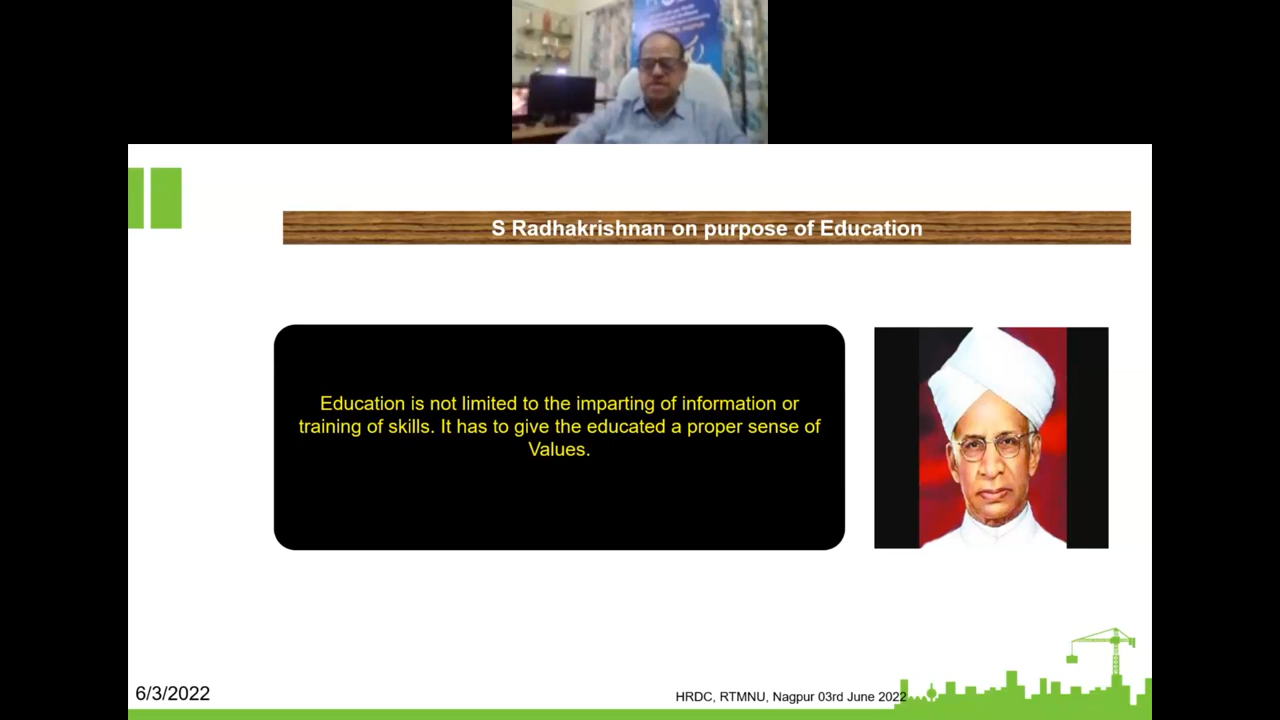 S Radhakrishnan on purpose of Education
Education is not limited to the imparting of information or
training of skills. It has to give the educated a proper sense of
Values.
6/3/2022
HRDC, RTMNU, Nagpur 03rd June 2022